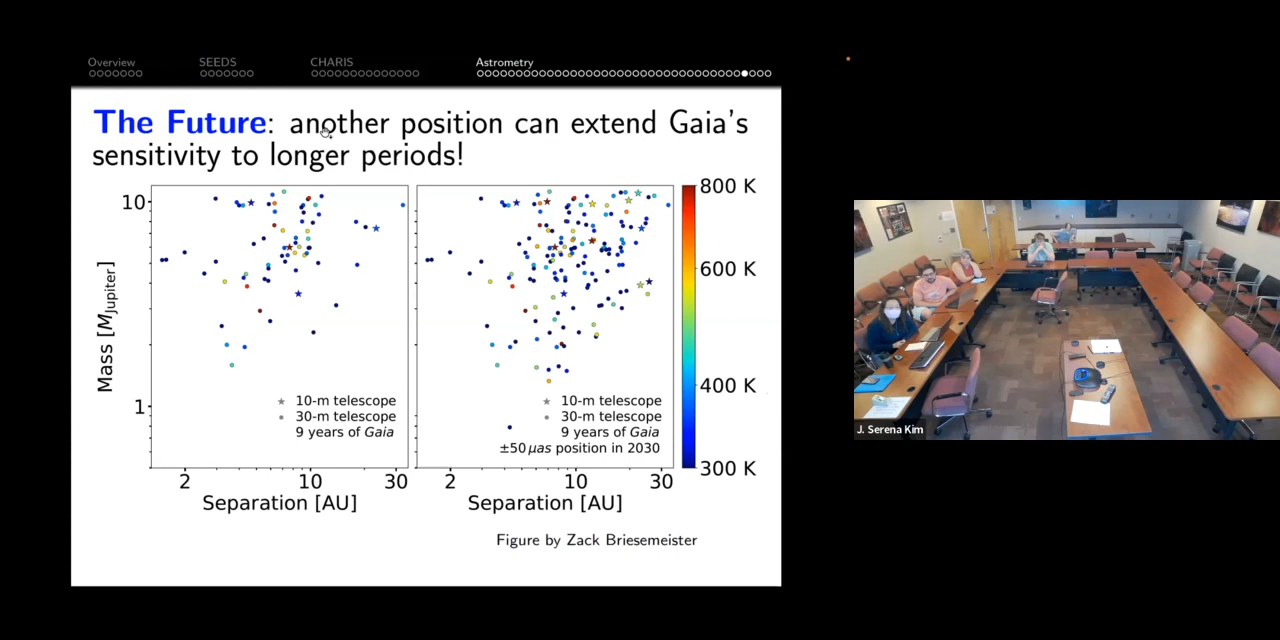 Overview SEEDS CHARIS Astrometry
The Future: another position can extend Gaia's
sensitivity to longer periods!
Mass [M_Jupiter]
10
1
10-m telescope
30-m telescope
9 years of Gaia
2 10 30
Separation [AU]
10-m telescope
30-m telescope
9 years of Gaia
±50 μas position in 2030
2 10 30
Separation [AU]
800 K
600 K
400 K
300 K
Figure by Zack Briesemeister
J. Serena Kim